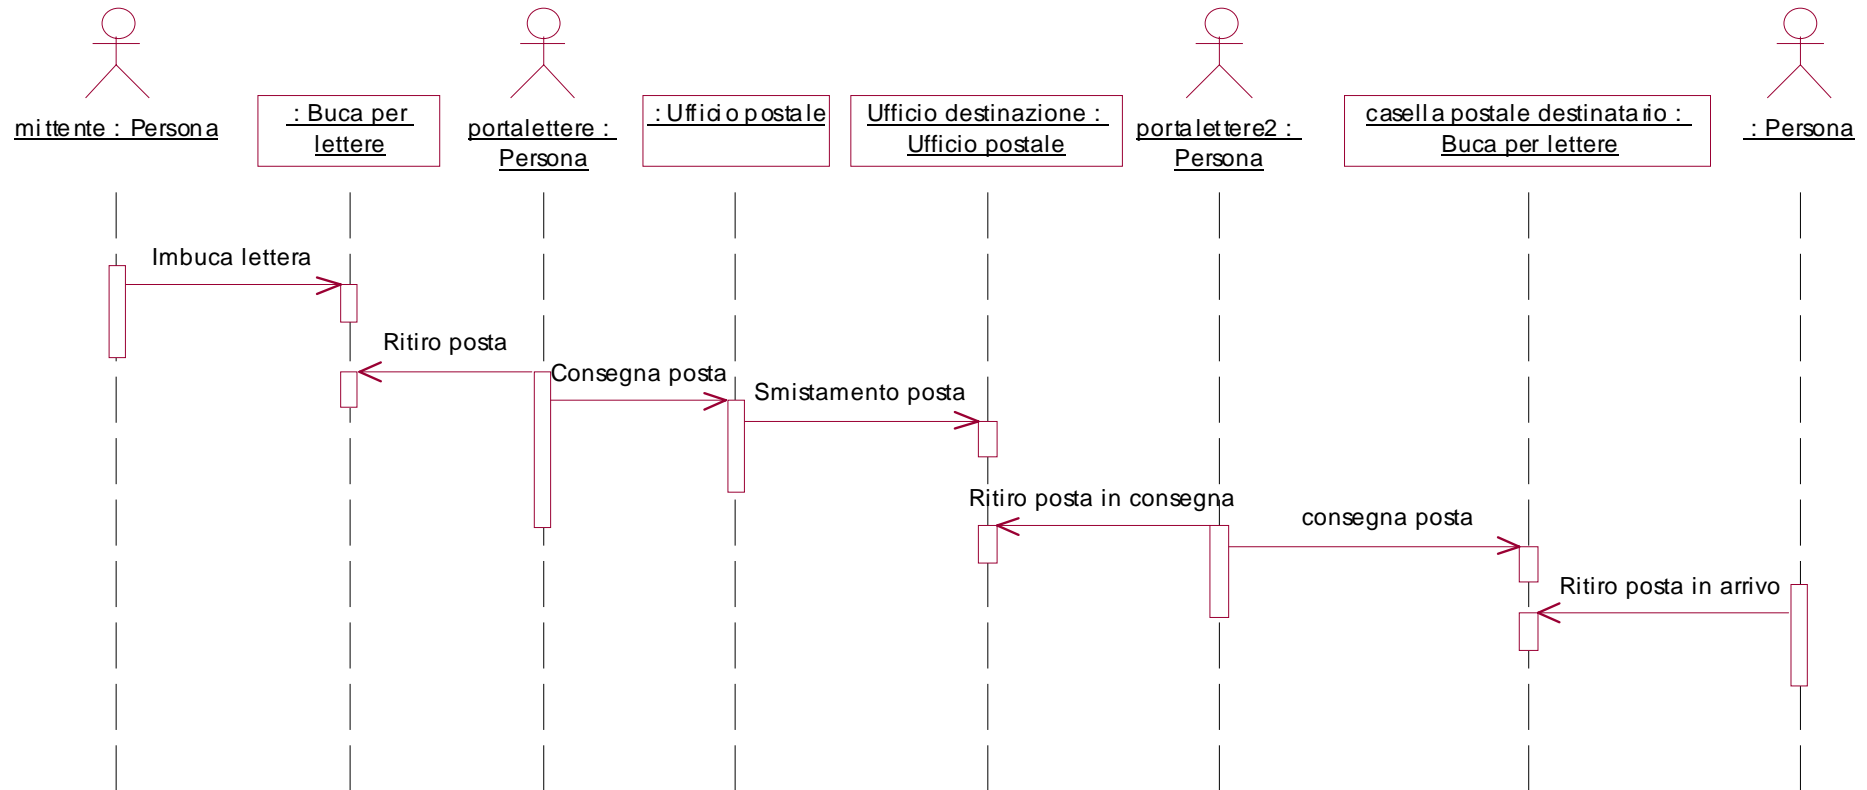 mittente : Persona
: Buca per
lettere
portalettere :
Persona
: Ufficio postale
Ufficio destinazione :
Ufficio postale
portalettere2 :
Persona
casella postale destinatario :
Buca per lettere
: Persona
Imbuca lettera
Ritiro posta
Consegna posta
Smistamento posta
Ritiro posta in consegna
consegna posta
Ritiro posta in arrivo